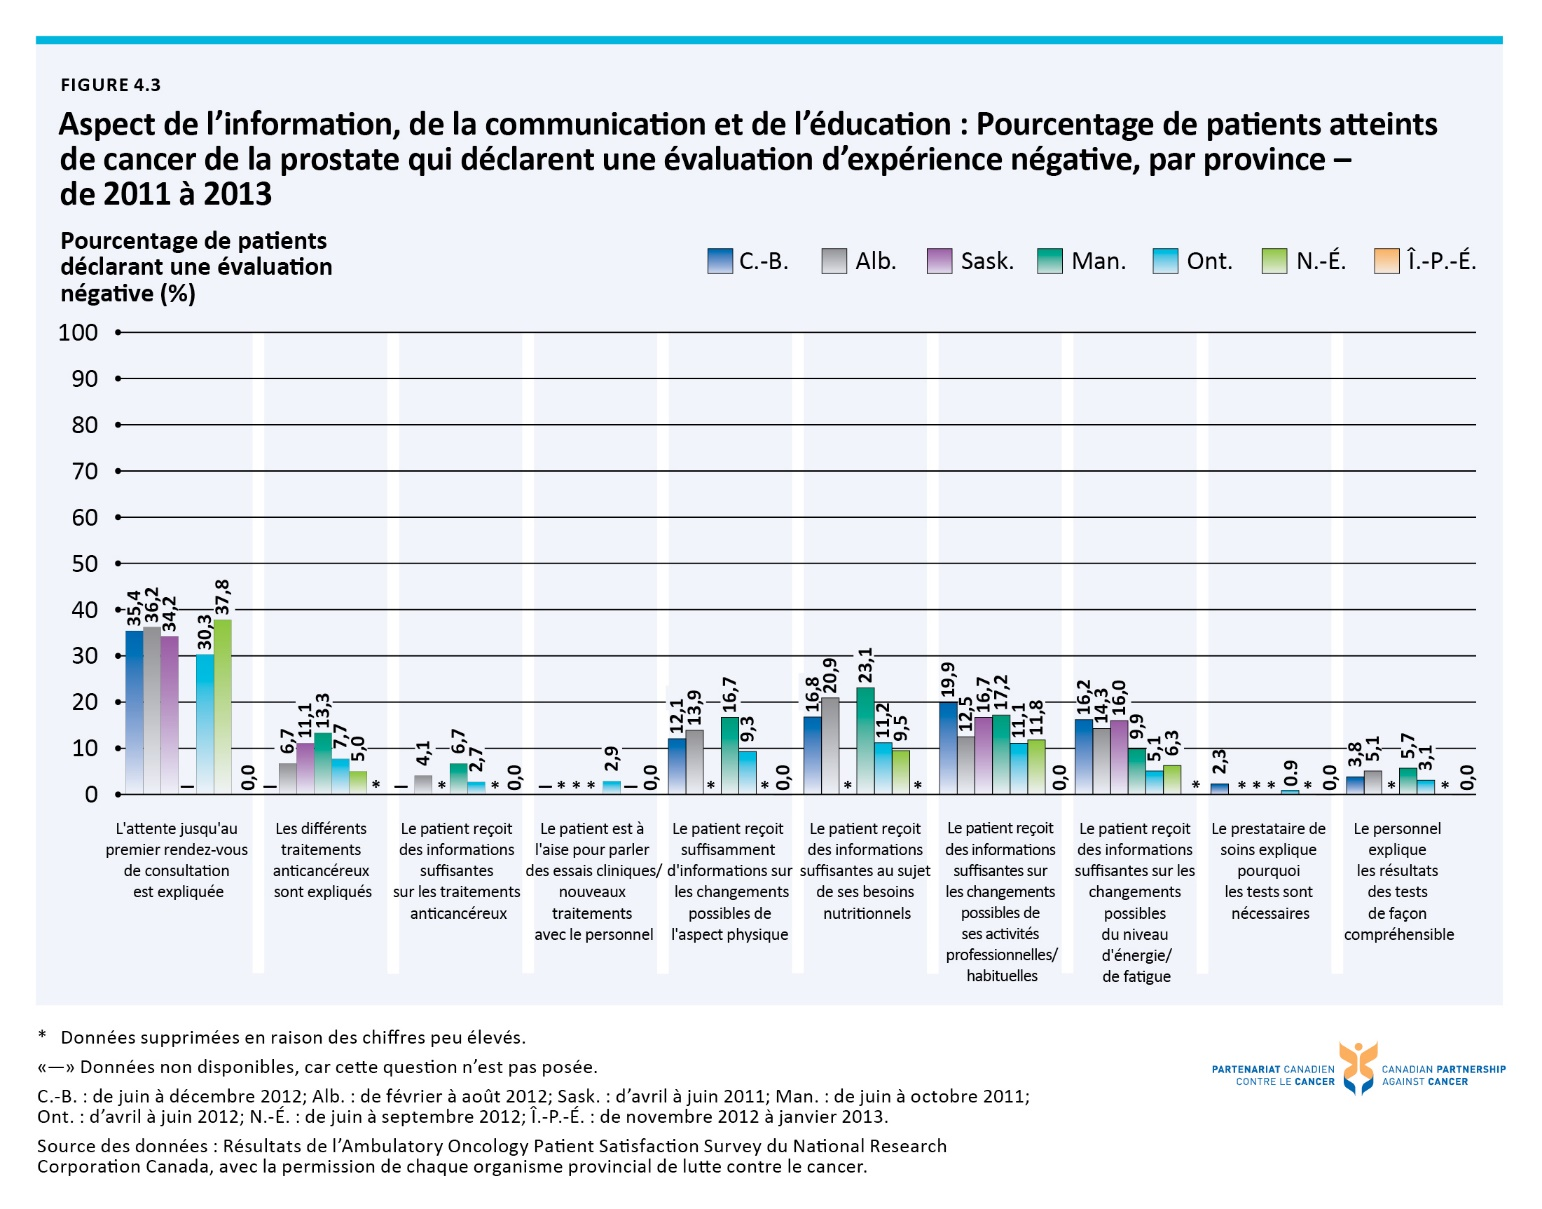 FIGURE 4.3
Aspect de l’information, de la communication et de l’éducation : Pourcentage de patients atteints
de cancer de la prostate qui déclarent une évaluation d’expérience négative, par province –
de 2011 à 2013
Pourcentage de patients
déclarant une évaluation
négative (%)
C.-B. Alb. Sask. Man. Ont. N.-É. Î.-P.-É.
100
90
80
70
60
50
40
30
20
10
0
35,4 36,2 34,2 — 30,3 37,8 0,0
— 6,7 11,1 13,3 7,7 5,0 *
— 4,1 * 6,7 2,7 * 0,0
— * * * 2,9 — 0,0
12,1 13,9 * 16,7 9,3 * 0,0
16,8 20,9 * 23,1 11,2 9,5 *
19,9 12,5 16,7 17,2 11,1 11,8 0,0
16,2 14,3 16,0 9,9 5,1 6,3 *
2,3 * * * 0.9 * 0,0
3,8 5,1 * 5,7 3,1 * 0,0
L'attente jusqu'au
premier rendez-vous
de consultation
est expliquée
Les différents
traitements
anticancéreux
sont expliqués
Le patient reçoit
des informations
suffisantes
sur les traitements
anticancéreux
Le patient est à
l'aise pour parler
des essais cliniques/
nouveaux
traitements
avec le personnel
Le patient reçoit
suffisamment
d'informations sur
les changements
possibles de
l'aspect physique
Le patient reçoit
des informations
suffisantes au sujet
de ses besoins
nutritionnels
Le patient reçoit
des informations
suffisantes sur
les changements
possibles de
ses activités
professionnelles/
habituelles
Le patient reçoit
des informations
suffisantes sur les
changements
possibles
du niveau
d'énergie/
de fatigue
Le prestataire de
soins explique
pourquoi
les tests sont
nécessaires
Le personnel
explique
les résultats
des tests
de façon
compréhensible
* Données supprimées en raison des chiffres peu élevés.
«—» Données non disponibles, car cette question n’est pas posée.
C.-B. : de juin à décembre 2012; Alb. : de février à août 2012; Sask. : d’avril à juin 2011; Man. : de juin à octobre 2011;
Ont. : d’avril à juin 2012; N.-É. : de juin à septembre 2012; Î.-P.-É. : de novembre 2012 à janvier 2013.
Source des données : Résultats de l’Ambulatory Oncology Patient Satisfaction Survey du National Research
Corporation Canada, avec la permission de chaque organisme provincial de lutte contre le cancer.
PARTENARIAT CANADIEN
CONTRE LE CANCER
CANADIAN PARTNERSHIP
AGAINST CANCER